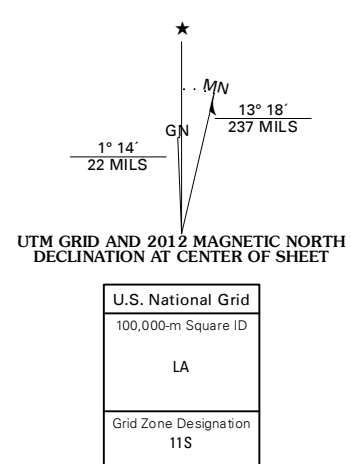 MN
GN
13° 18´
237 MILS
1° 14´
22 MILS
UTM GRID AND 2012 MAGNETIC NORTH
DECLINATION AT CENTER OF SHEET
U.S. National Grid
100,000-m Square ID
LA
Grid Zone Designation
11S